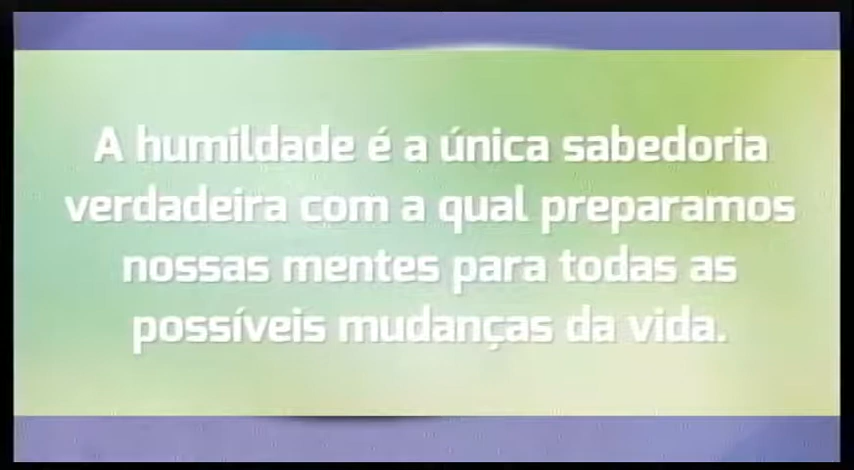 A humildade é a única sabedoria
verdadeira com a qual preparamos
nossas mentes para todas as
possíveis mudanças da vida.